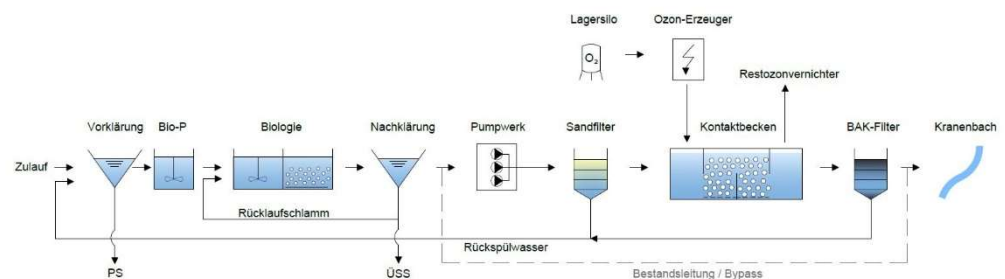 Lagersilo
Ozon-Erzeuger
O₂
Restozonvernichter
Vorklärung
Bio-P
Biologie
Nachklärung
Pumpwerk
Sandfilter
Kontaktbecken
BAK-Filter
Kranenbach
Zulauf
Rücklaufschlamm
Rückspülwasser
PS
ÜSS
Bestandsleitung / Bypass